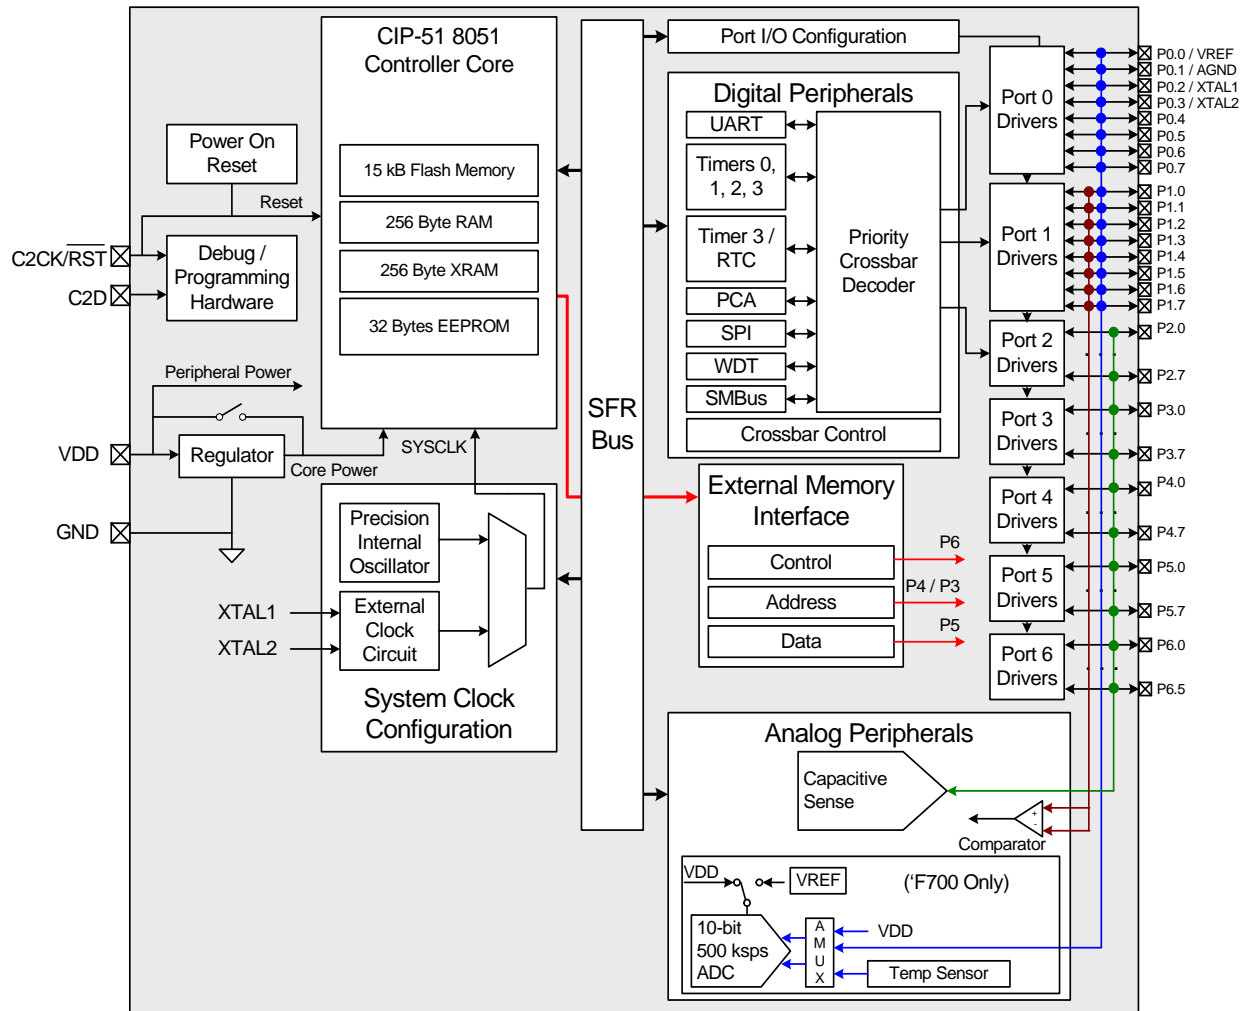 CIP-51 8051
Controller Core
15 kB Flash Memory
256 Byte RAM
256 Byte XRAM
32 Bytes EEPROM
Power On
Reset
Reset
C2CK/RST
Debug /
Programming
Hardware
C2D
Peripheral Power
VDD
Regulator
Core Power
SYSCLK
GND
Precision
Internal
Oscillator
XTAL1
XTAL2
External
Clock
Circuit
System Clock
Configuration
SFR
Bus
Port I/O Configuration
Digital Peripherals
UART
Timers 0,
1, 2, 3
Timer 3 /
RTC
PCA
SPI
WDT
SMBus
Priority
Crossbar
Decoder
Crossbar Control
External Memory
Interface
Control
Address
Data
P6
P4 / P3
P5
Port 0
Drivers
Port 1
Drivers
Port 2
Drivers
Port 3
Drivers
Port 4
Drivers
Port 5
Drivers
Port 6
Drivers
P0.0 / VREF
P0.1 / AGND
P0.2 / XTAL1
P0.3 / XTAL2
P0.4
P0.5
P0.6
P0.7
P1.0
P1.1
P1.2
P1.3
P1.4
P1.5
P1.6
P1.7
P2.0
P2.7
P3.0
P3.7
P4.0
P4.7
P5.0
P5.7
P6.0
P6.5
Analog Peripherals
Capacitive
Sense
+
-
Comparator
VDD
VREF
('F700 Only)
10-bit
500 ksps
ADC
A
M
U
X
VDD
Temp Sensor